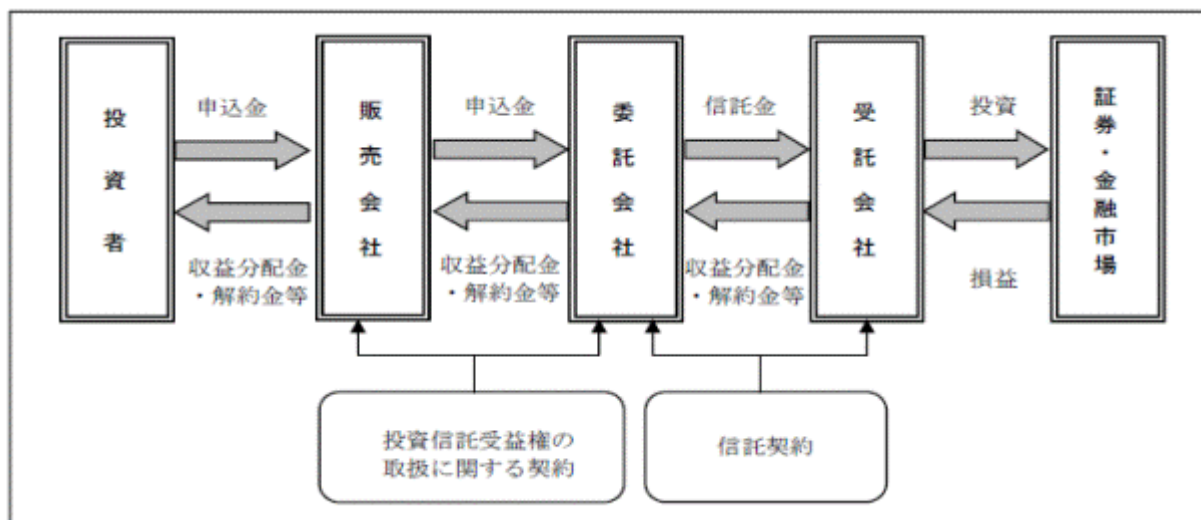 投資者
申込金
収益分配金
・解約金等
販売会社
申込金
収益分配金
・解約金等
委託会社
信託金
収益分配金
・解約金等
受託会社
投資
損益
証券・金融市場
投資信託受益権の
取扱に関する契約
信託契約